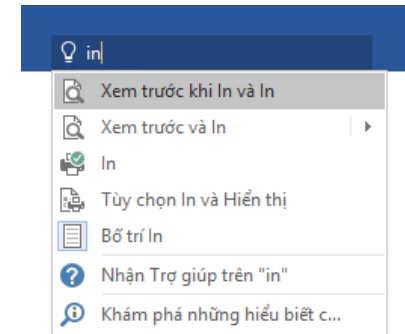 in
Xem trước khi In và In
Xem trước và In
In
Tùy chọn In và Hiển thị
Bố trí In
Nhận Trợ giúp trên "in"
Khám phá những hiểu biết c...